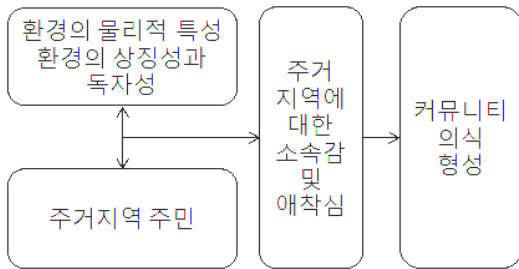 환경의 물리적 특성
환경의 상징성과
독자성
주거지역 주민
주거
지역에
대한
소속감
및
애착심
커뮤니티
의식
형성